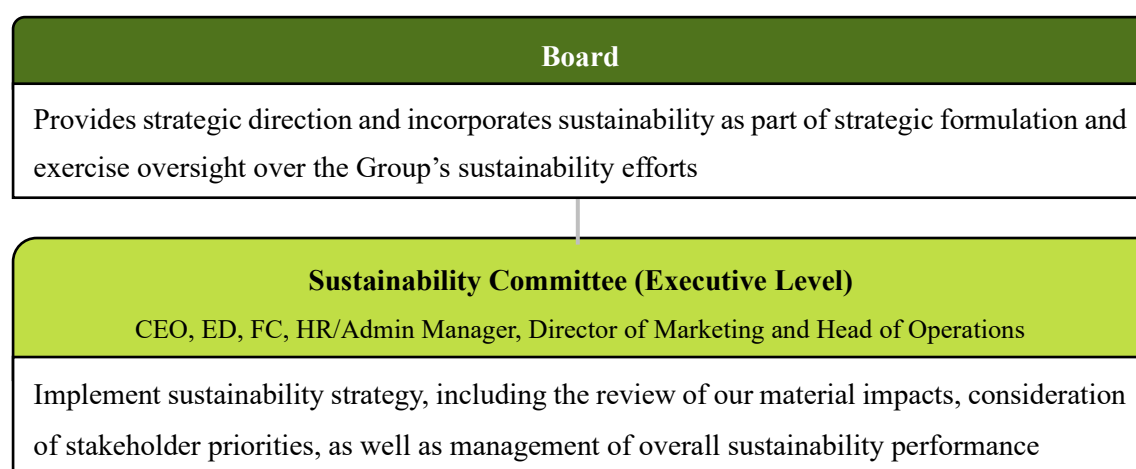 Board
Provides strategic direction and incorporates sustainability as part of strategic formulation and
exercise oversight over the Group’s sustainability efforts
Sustainability Committee (Executive Level)
CEO, ED, FC, HR/Admin Manager, Director of Marketing and Head of Operations
Implement sustainability strategy, including the review of our material impacts, consideration
of stakeholder priorities, as well as management of overall sustainability performance